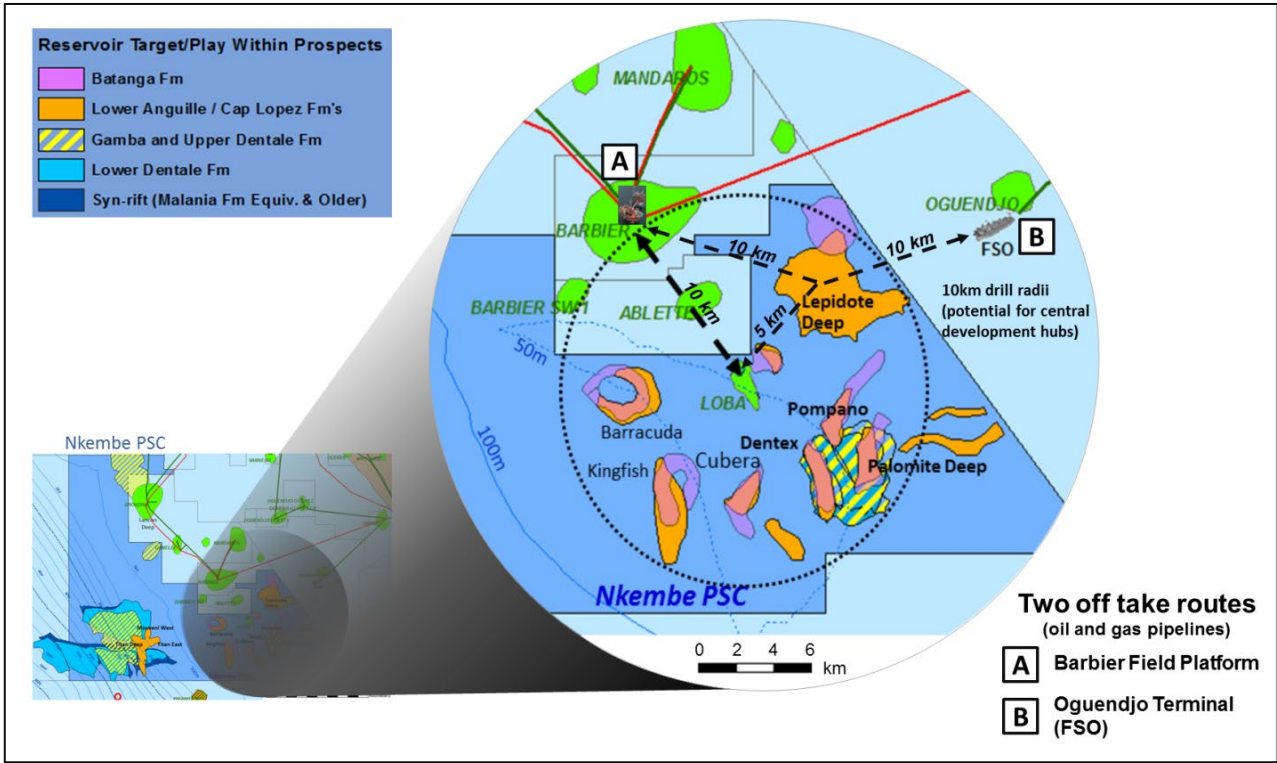 Reservoir Target/Play Within Prospects
Batanga Fm
Lower Anguille / Cap Lopez Fm's
Gamba and Upper Dentale Fm
Lower Dentale Fm
Syn-rift (Malania Fm Equiv. & Older)
MANDAROS
A
BARBIER
OGUENDJO
FSO
B
10 km
10 km
10 km
5 km
10km drill radii
(potential for central
development hubs)
Lepidote
Deep
BARBIER SW1
ABLETTE
50m
100m
LOBA
Pompano
Barracuda
Dentex
Kingfish
Cubera
Palomite Deep
Nkembe PSC
0 2 4 6
km
Two off take routes
(oil and gas pipelines)
A
Barbier Field Platform
B
Oguendjo Terminal
(FSO)
Nkembe PSC